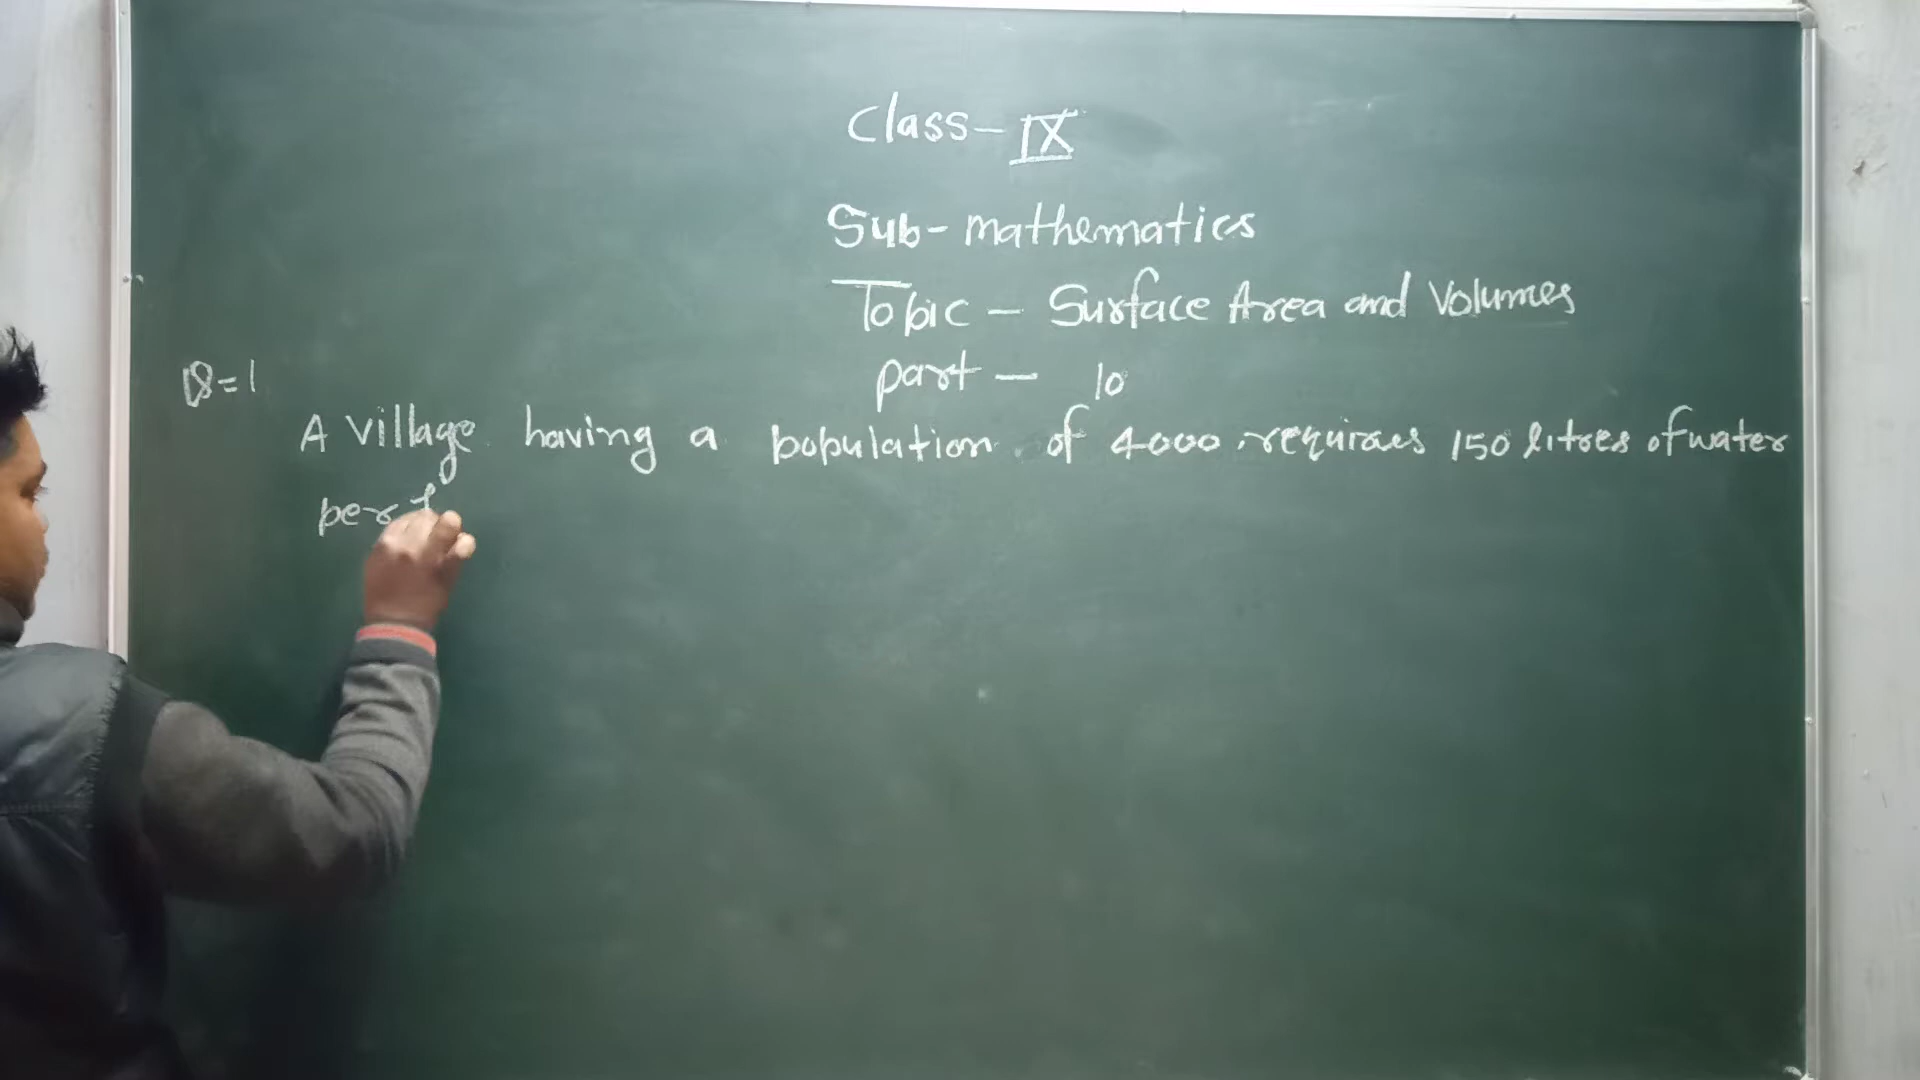 Class - IX
Sub - mathematics
Topic - Surface Area and Volumes
part - 10
Q = 1
A village having a population of 4000 requires 150 litres of water
per